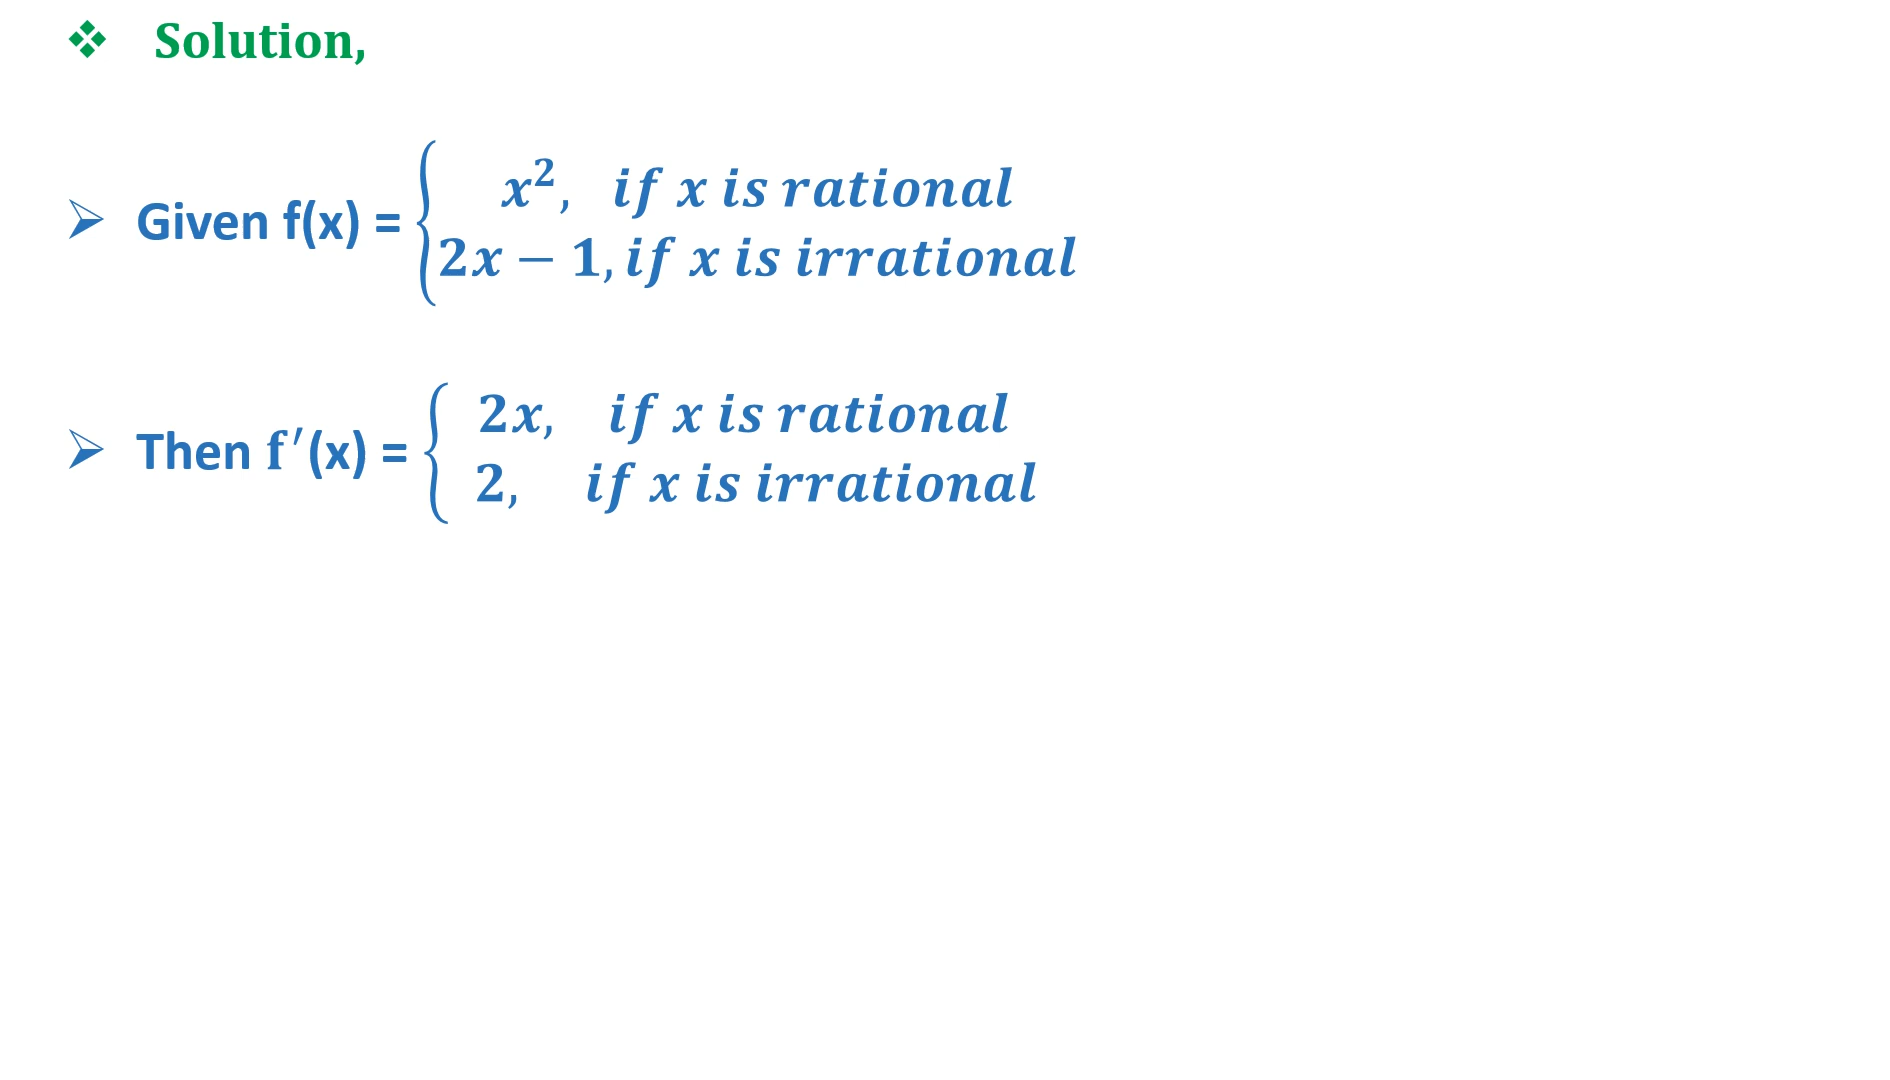 ❖ Solution,
➢ Given f(x) = { x², if x is rational
2x − 1, if x is irrational
➢ Then f′(x) = { 2x, if x is rational
2, if x is irrational